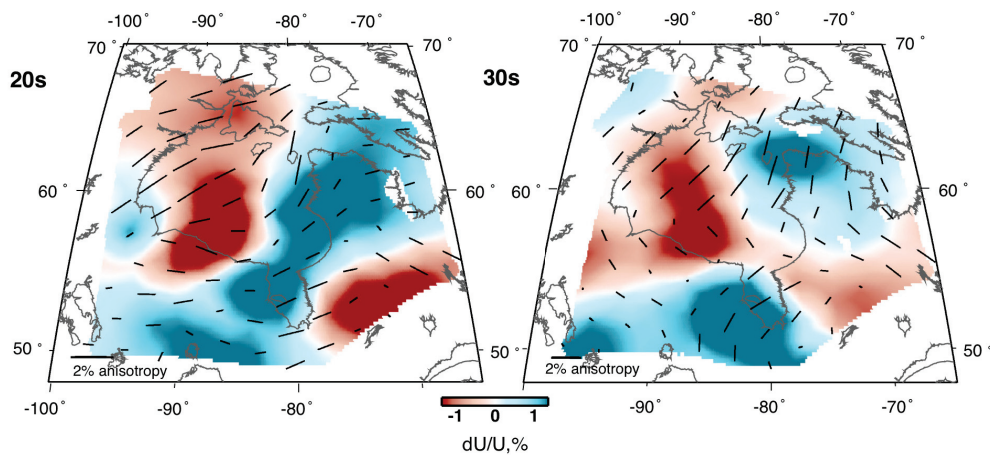 -100 ° -90 ° -80 ° -70 ° -100 ° -90 ° -80 ° -70 °
70 ° 70 ° 70 ° 70 °
20s 30s
60 ° 60 ° 60 ° 60 °
50 ° 50 ° 50 ° 50 °
2% anisotropy 2% anisotropy
-100 ° -90 ° -80 ° -90 ° -80 ° -70 °
-1 0 1
dU/U,%